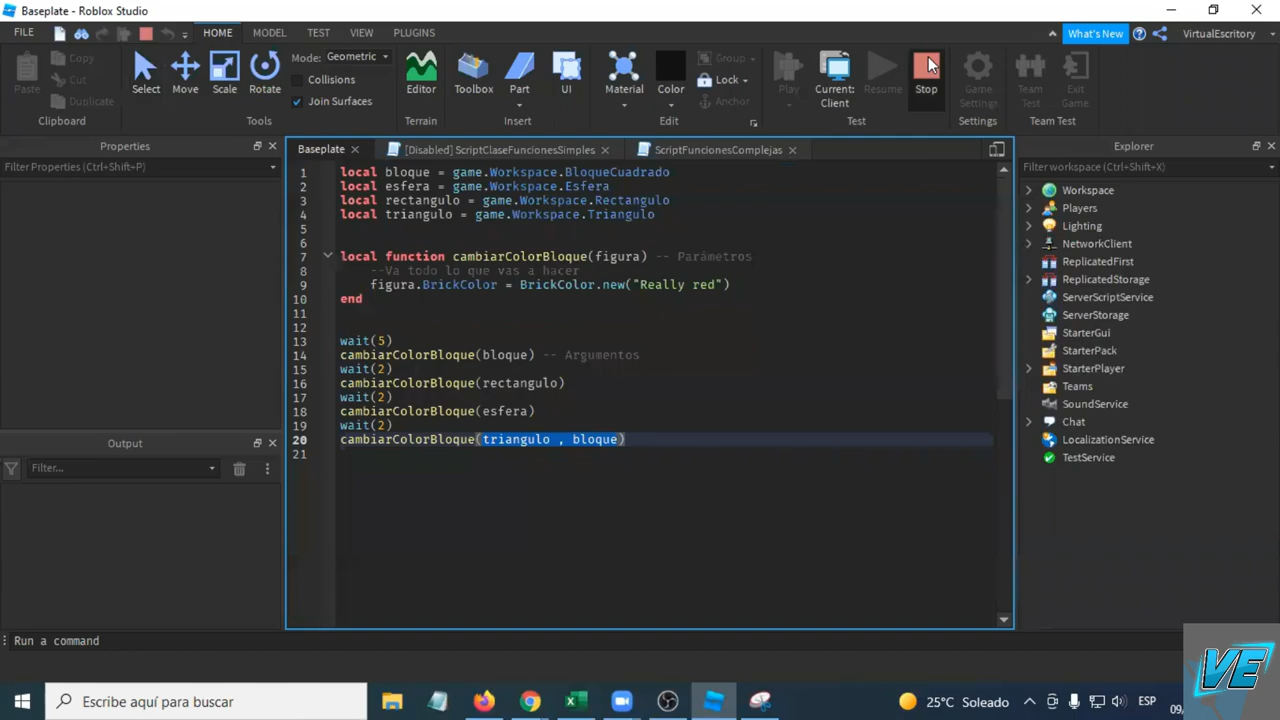 Baseplate - Roblox Studio
FILE HOME MODEL TEST VIEW PLUGINS What's New VirtualEscritory
Paste Copy Cut Duplicate Select Move Scale Rotate Mode: Geometric Collisions Join Surfaces Editor Toolbox Part UI Material Color Group Lock Anchor Play Current: Client Resume Stop Game Settings Team Test Exit Game
Clipboard Tools Terrain Insert Edit Test Settings Team Test
Properties
Filter Properties (Ctrl+Shift+P)
Output
Filter...
Baseplate [Disabled] ScriptClaseFuncionesSimples ScriptFuncionesComplejas
1 local bloque = game.Workspace.BloqueCuadrado
2 local esfera = game.Workspace.Esfera
3 local rectangulo = game.Workspace.Rectangulo
4 local triangulo = game.Workspace.Triangulo
5
6
7 local function cambiarColorBloque(figura) -- Parámetros
8 --Va todo lo que vas a hacer
9 figura.BrickColor = BrickColor.new("Really red")
10 end
11
12
13 wait(5)
14 cambiarColorBloque(bloque) -- Argumentos
15 wait(2)
16 cambiarColorBloque(rectangulo)
17 wait(2)
18 cambiarColorBloque(esfera)
19 wait(2)
20 cambiarColorBloque(triangulo , bloque)
21
Explorer
Filter workspace (Ctrl+Shift+X)
Workspace
Players
Lighting
NetworkClient
ReplicatedFirst
ReplicatedStorage
ServerScriptService
ServerStorage
StarterGui
StarterPack
StarterPlayer
Teams
SoundService
Chat
LocalizationService
TestService
Run a command
VE
Escribe aquí para buscar
25°C Soleado ESP